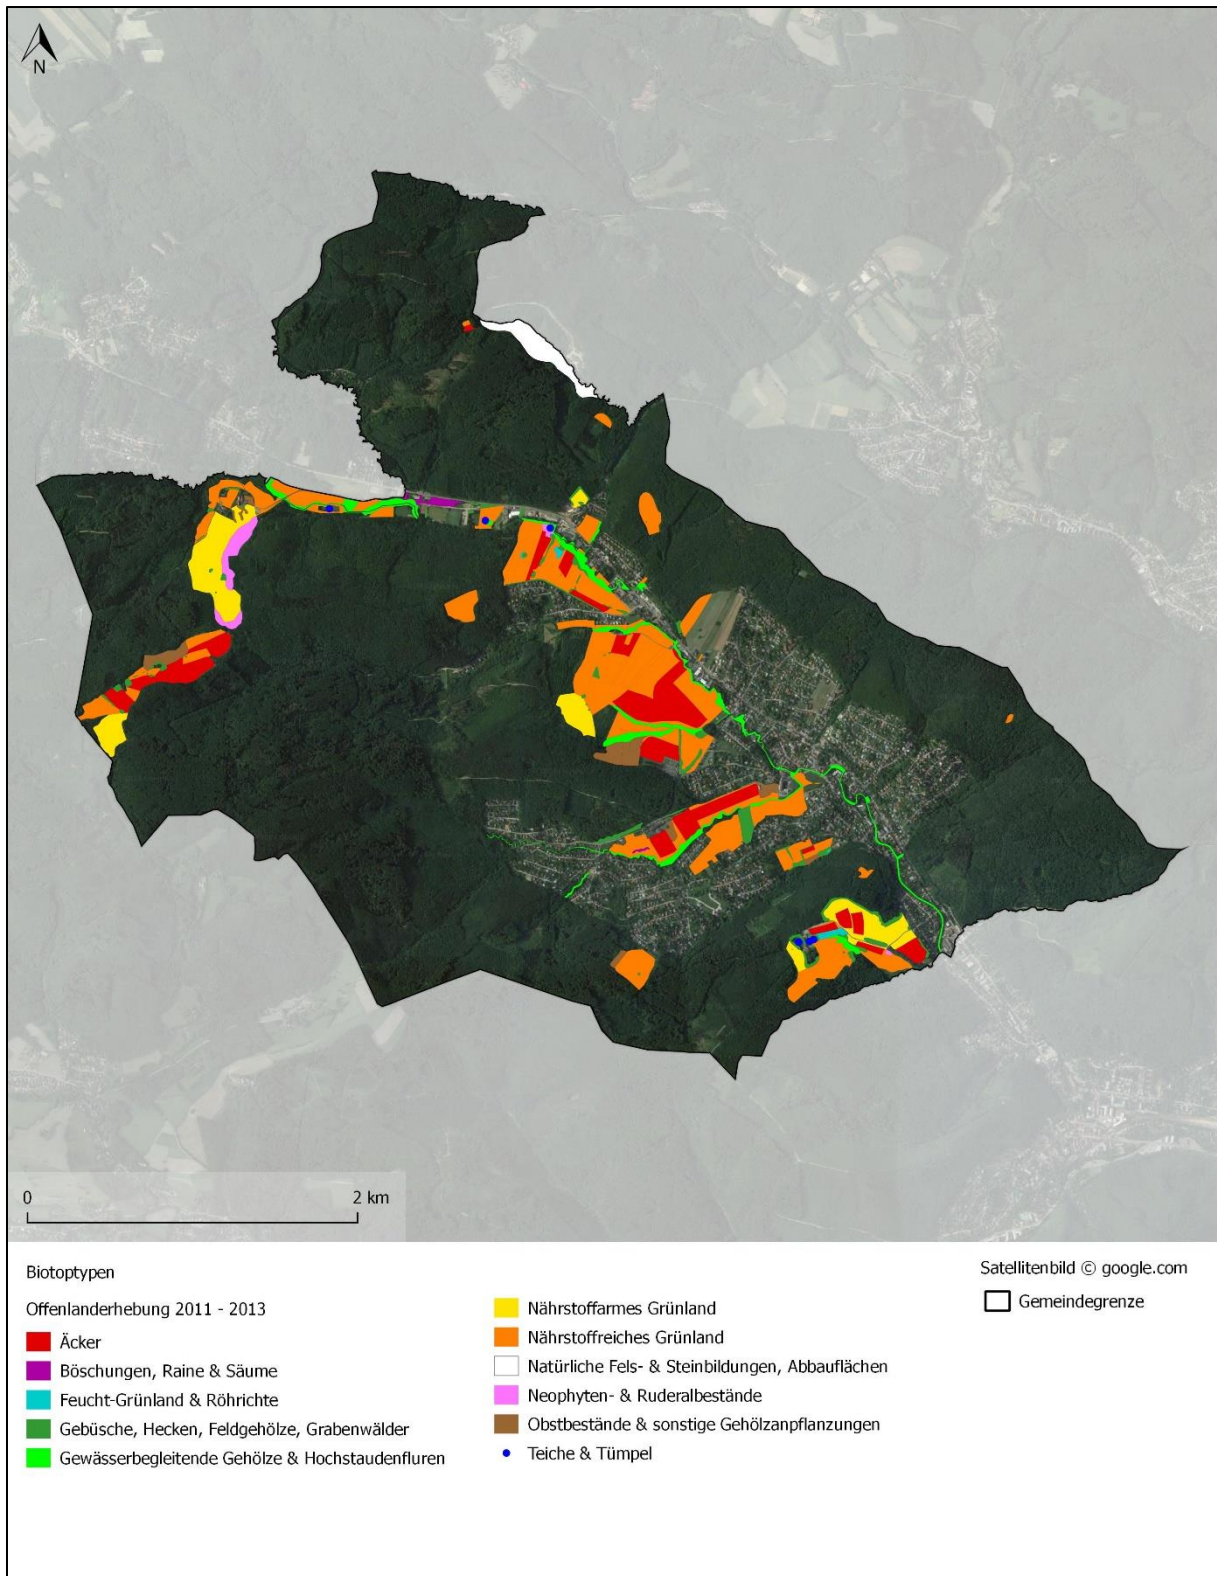 N
0 2 km
Biotoptypen
Offenlanderhebung 2011 - 2013
Äcker
Böschungen, Raine & Säume
Feucht-Grünland & Röhrichte
Gebüsche, Hecken, Feldgehölze, Grabenwälder
Gewässerbegleitende Gehölze & Hochstaudenfluren
Nährstoffarmes Grünland
Nährstoffreiches Grünland
Natürliche Fels- & Steinbildungen, Abbauflächen
Neophyten- & Ruderalbestände
Obstbestände & sonstige Gehölzanpflanzungen
Teiche & Tümpel
Satellitenbild © google.com
Gemeindegrenze